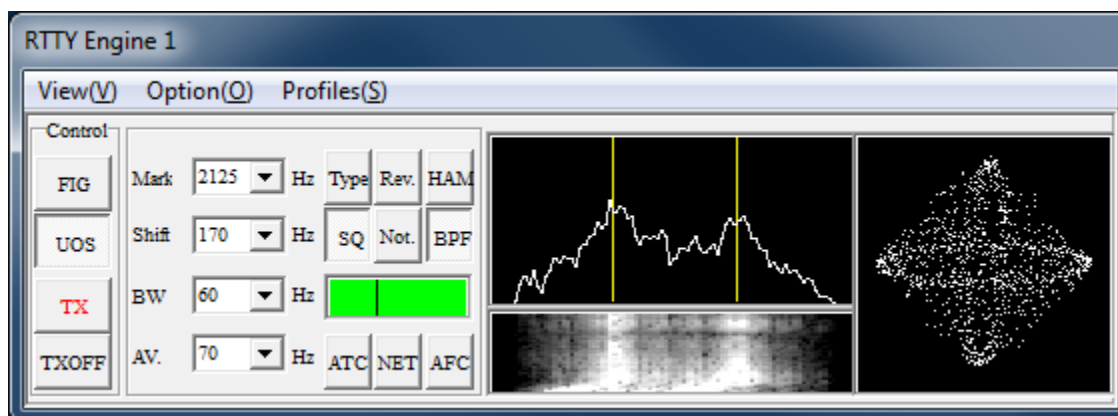 RTTY Engine 1
View(V) Option(O) Profiles(S)
Control
FIG
UOS
TX
TXOFF
Mark 2125 Hz Type Rev. HAM
Shift 170 Hz SQ Not. BPF
BW 60 Hz
AV. 70 Hz ATC NET AFC